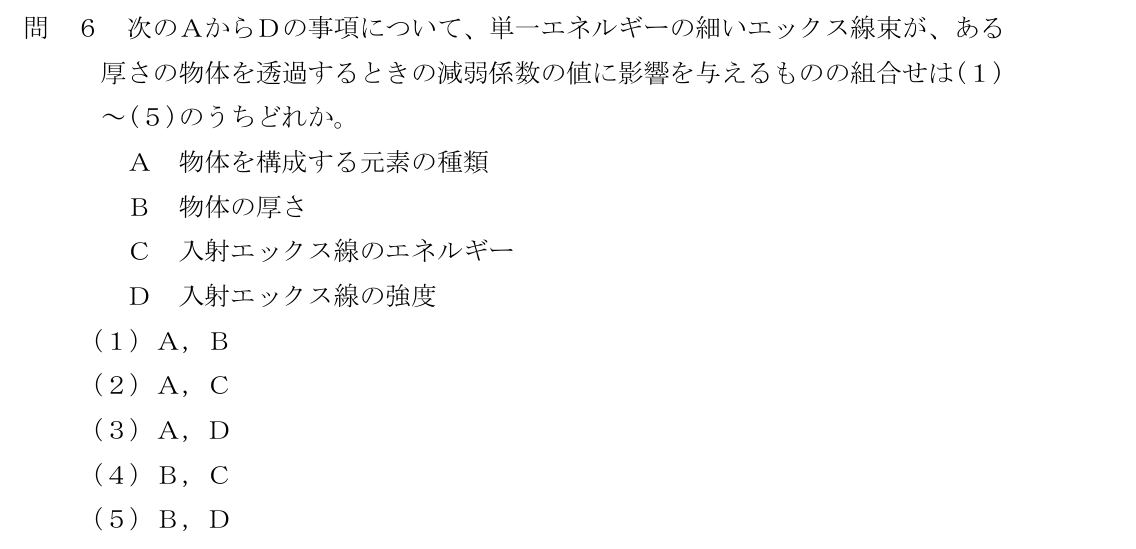 問　６　次のＡからＤの事項について、単一エネルギーの細いエックス線束が、ある
厚さの物体を透過するときの減弱係数の値に影響を与えるものの組合せは(１)
～(５)のうちどれか。
Ａ　物体を構成する元素の種類
Ｂ　物体の厚さ
Ｃ　入射エックス線のエネルギー
Ｄ　入射エックス線の強度
(１) Ａ，Ｂ
(２) Ａ，Ｃ
(３) Ａ，Ｄ
(４) Ｂ，Ｃ
(５) Ｂ，Ｄ